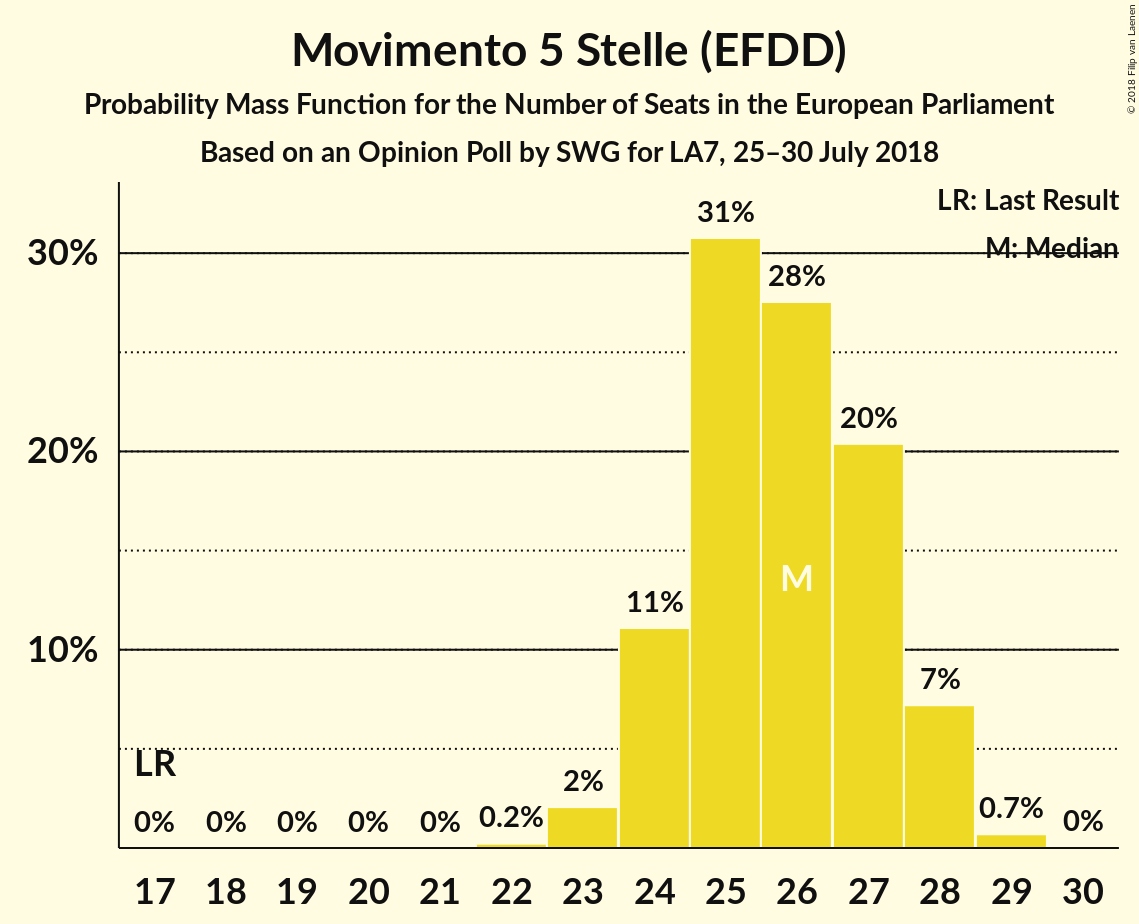 Movimento 5 Stelle (EFDD)
Probability Mass Function for the Number of Seats in the European Parliament
Based on an Opinion Poll by SWG for LA7, 25–30 July 2018
© 2018 Filip van Laenen
LR: Last Result
M: Median
30%
20%
10%
31%
28%
20%
M
11%
7%
LR
2%
0% 0% 0% 0% 0% 0.2% 0.7% 0%
17 18 19 20 21 22 23 24 25 26 27 28 29 30